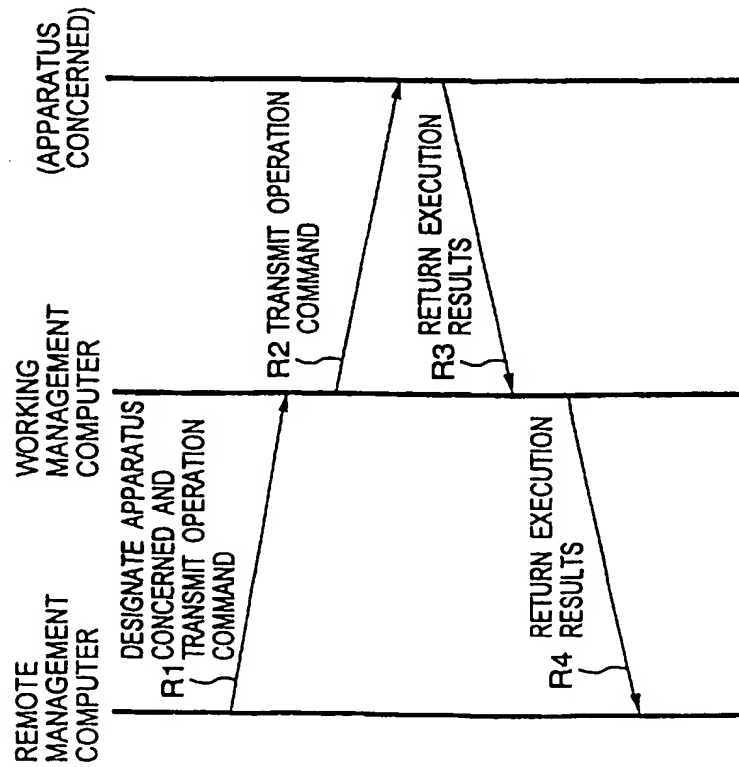 REMOTE
MANAGEMENT
COMPUTER
WORKING
MANAGEMENT
COMPUTER
(APPARATUS
CONCERNED)
DESIGNATE APPARATUS
CONCERNED AND
TRANSMIT OPERATION
COMMAND
R1
R2 TRANSMIT OPERATION
COMMAND
RETURN EXECUTION
RESULTS
R3
RETURN EXECUTION
RESULTS
R4